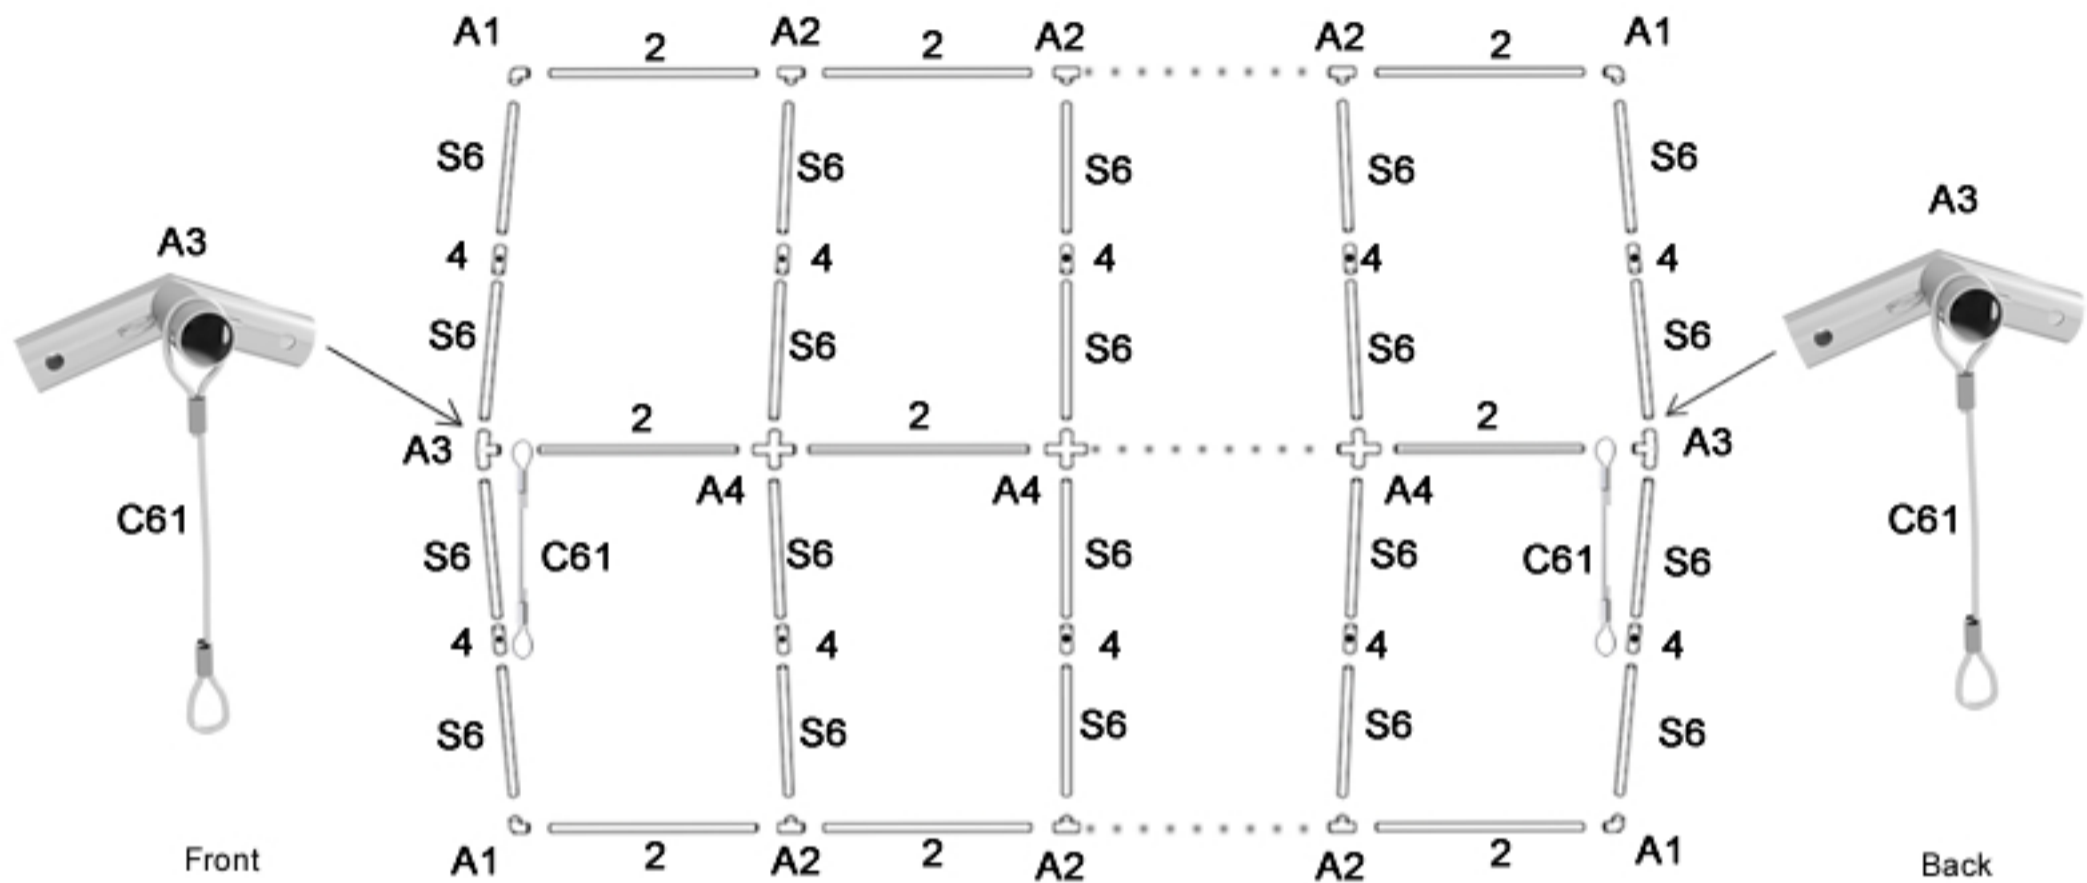 A1 2 A2 2 A2 A2 2 A1
S6 S6 S6 S6 S6
A3 A3
4 4 4 4 4
S6 S6 S6 S6 S6
2 2 2
A3 A3
A4 A4 A4
C61 C61
S6 C61 S6 S6 C61 S6 S6
4 4 4 4 4
S6 S6 S6 S6 S6
Front 2 2 2 Back
A1 A2 A2 A2 A1